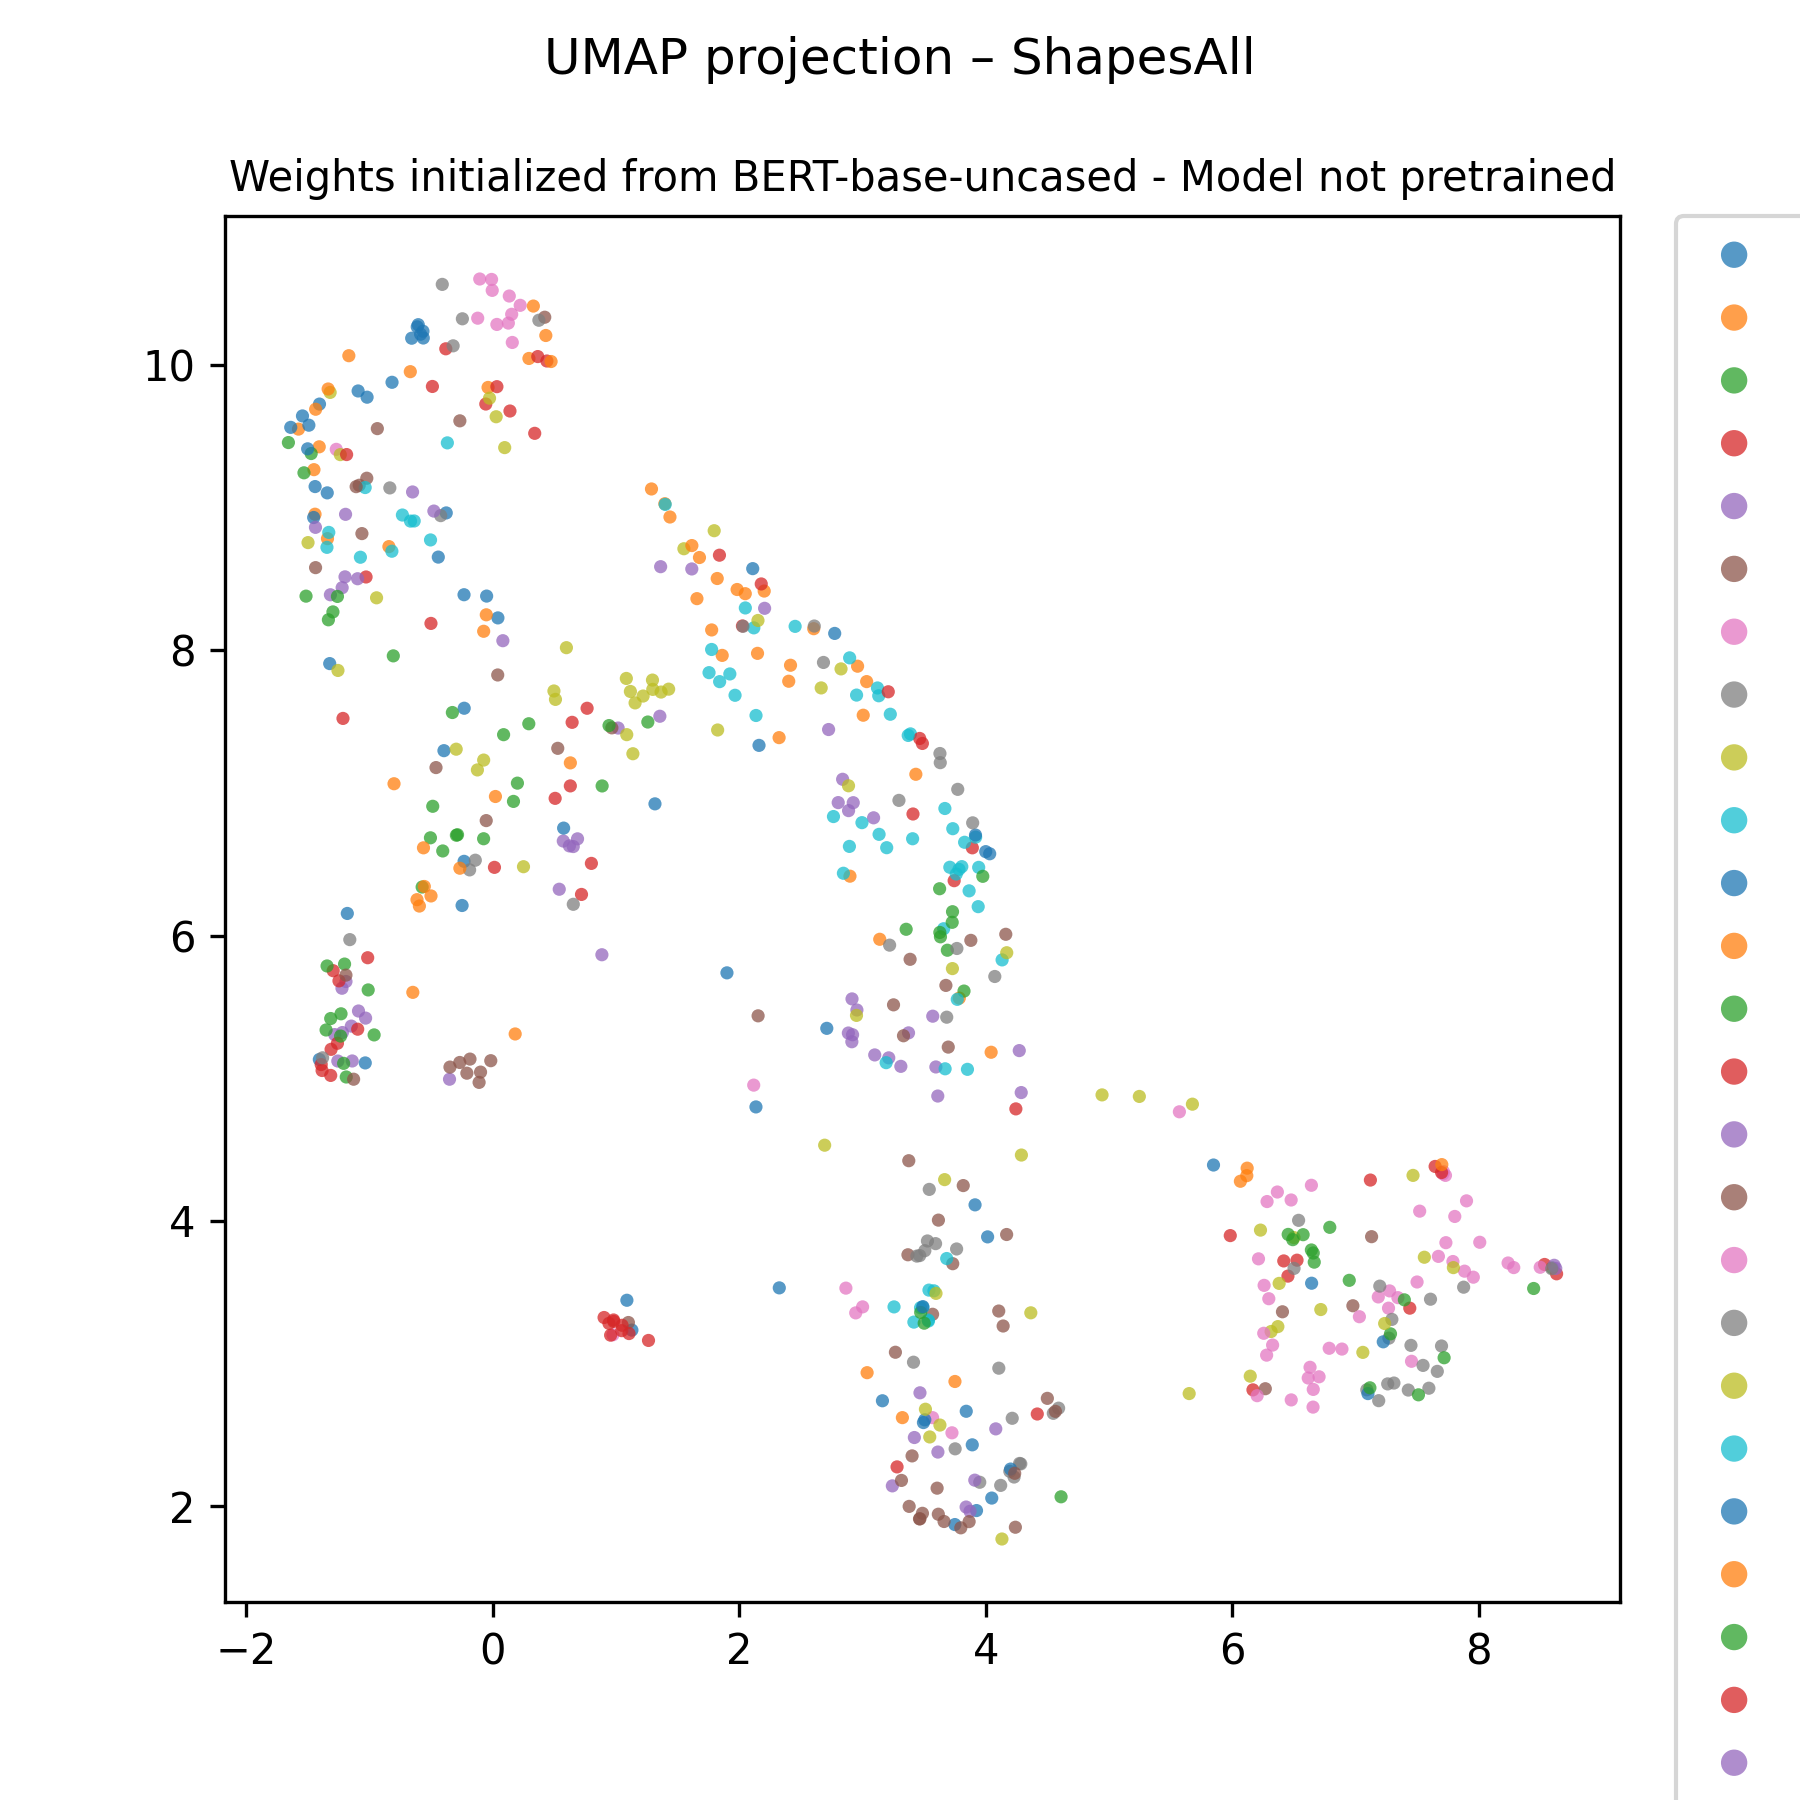 UMAP projection – ShapesAll
Weights initialized from BERT-base-uncased - Model not pretrained
10
8
6
4
2
−2 0 2 4 6 8